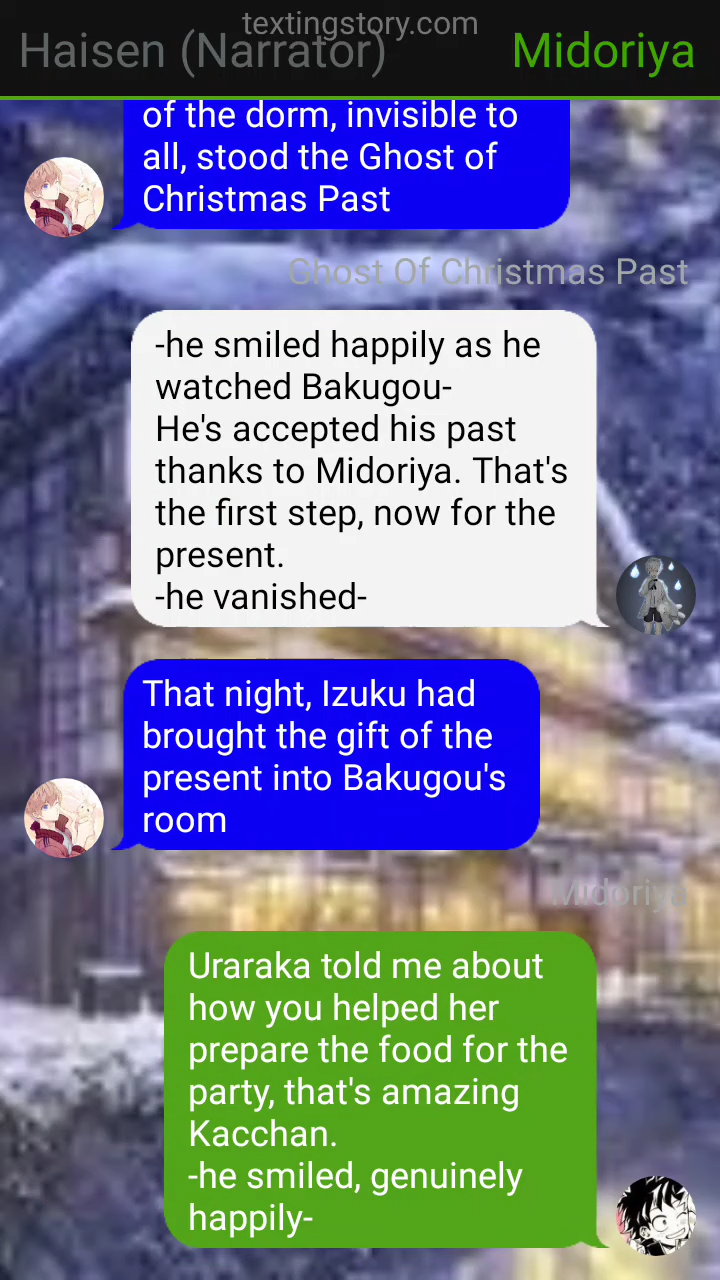 textingstory.com
Haisen (Narrator) Midoriya
of the dorm, invisible to
all, stood the Ghost of
Christmas Past
Ghost Of Christmas Past
-he smiled happily as he
watched Bakugou-
He's accepted his past
thanks to Midoriya. That's
the first step, now for the
present.
-he vanished-
That night, Izuku had
brought the gift of the
present into Bakugou's
room
Midoriya
Uraraka told me about
how you helped her
prepare the food for the
party, that's amazing
Kacchan.
-he smiled, genuinely
happily-